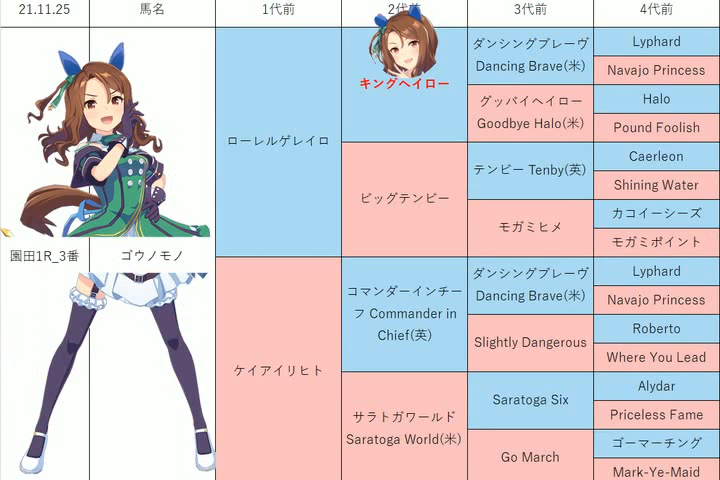 21.11.25 馬名 1代前 2代前 3代前 4代前
園田1R_3番 ゴウノモノ
ローレルゲレイロ
ケイアイリヒト
キングヘイロー
ビッグテンビー
コマンダーインチー
フ Commander in
Chief(英)
サラトガワールド
Saratoga World(米)
ダンシングブレーヴ
Dancing Brave(米)
グッバイヘイロー
Goodbye Halo(米)
テンビー Tenby(英)
モガミヒメ
ダンシングブレーヴ
Dancing Brave(米)
Slightly Dangerous
Saratoga Six
Go March
Lyphard
Navajo Princess
Halo
Pound Foolish
Caerleon
Shining Water
カコイーシーズ
モガミポイント
Lyphard
Navajo Princess
Roberto
Where You Lead
Alydar
Priceless Fame
ゴーマーチング
Mark-Ye-Maid